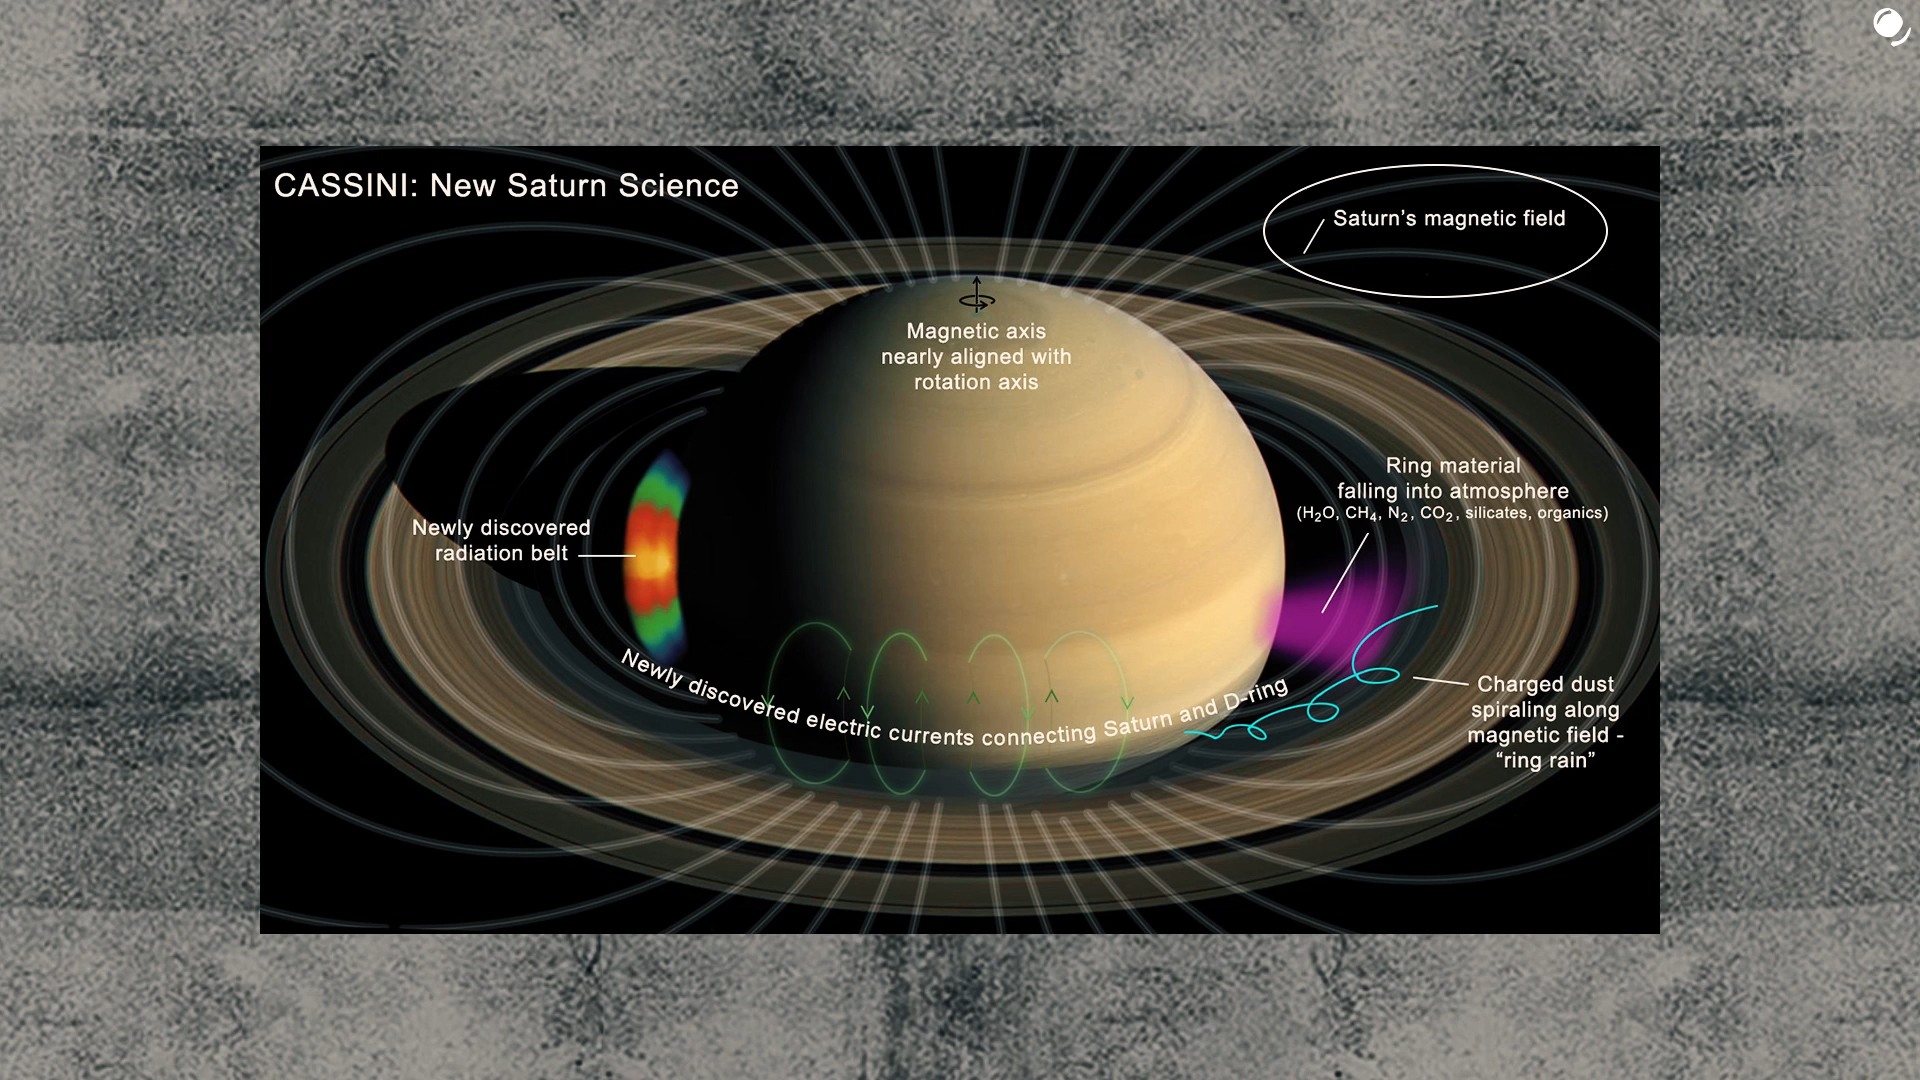 CASSINI: New Saturn Science
Saturn’s magnetic field
Magnetic axis
nearly aligned with
rotation axis
Ring material
falling into atmosphere
(H₂O, CH₄, N₂, CO₂, silicates, organics)
Newly discovered
radiation belt
Newly discovered electric currents connecting Saturn and D-ring
Charged dust
spiraling along
magnetic field -
“ring rain”